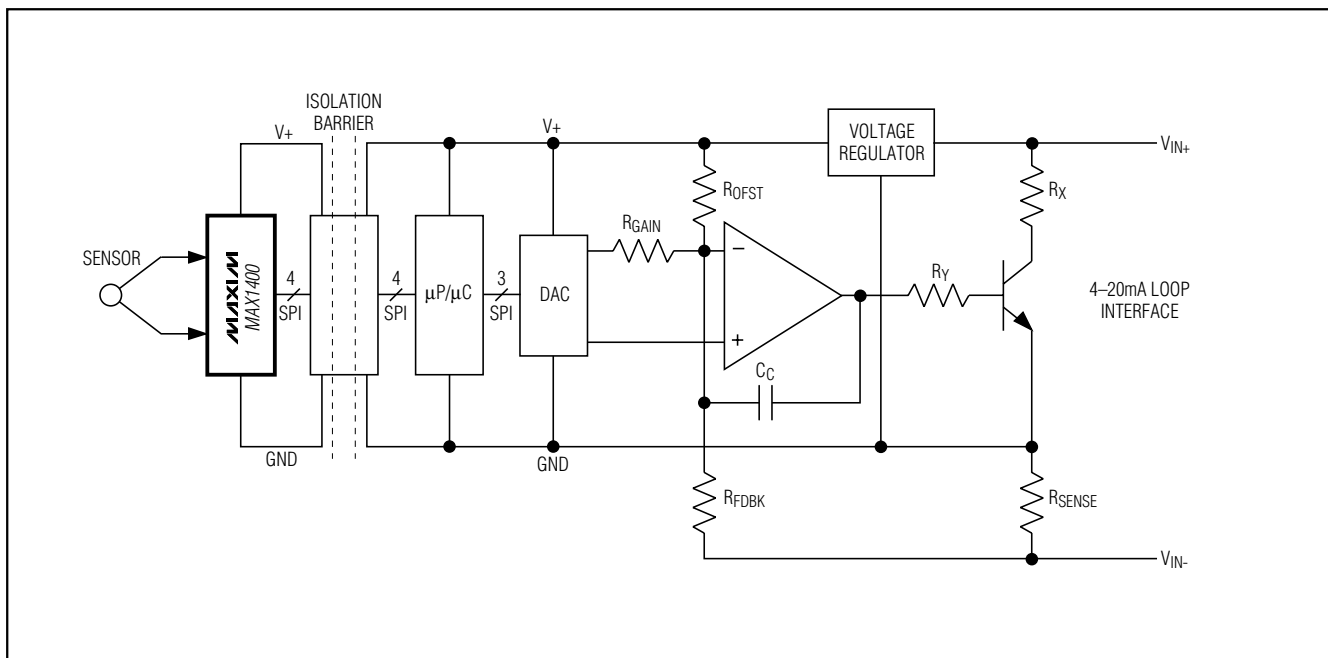 ISOLATION
BARRIER
V+
V+
VOLTAGE
REGULATOR
VIN+
ROFST
RX
RGAIN
SENSOR
MAXIM
MAX1400
4
SPI
4
SPI
μP/μC
3
SPI
DAC
−
+
RY
4–20mA LOOP
INTERFACE
CC
GND
GND
RFDBK
RSENSE
VIN-